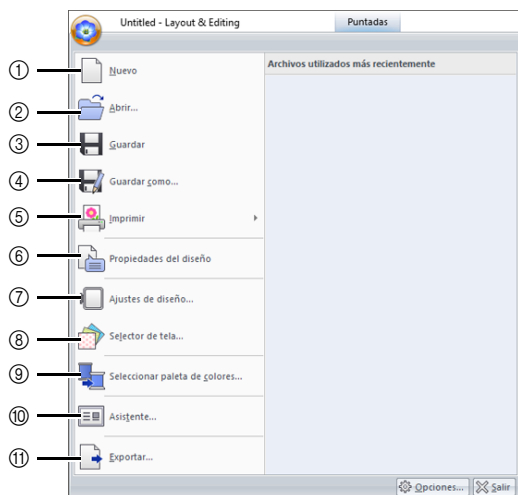 Untitled - Layout & Editing
Puntadas
Archivos utilizados más recientemente
① Nuevo
② Abrir...
③ Guardar
④ Guardar como...
⑤ Imprimir
⑥ Propiedades del diseño
⑦ Ajustes de diseño...
⑧ Selector de tela...
⑨ Seleccionar paleta de colores...
⑩ Asistente...
⑪ Exportar...
Opciones... Salir